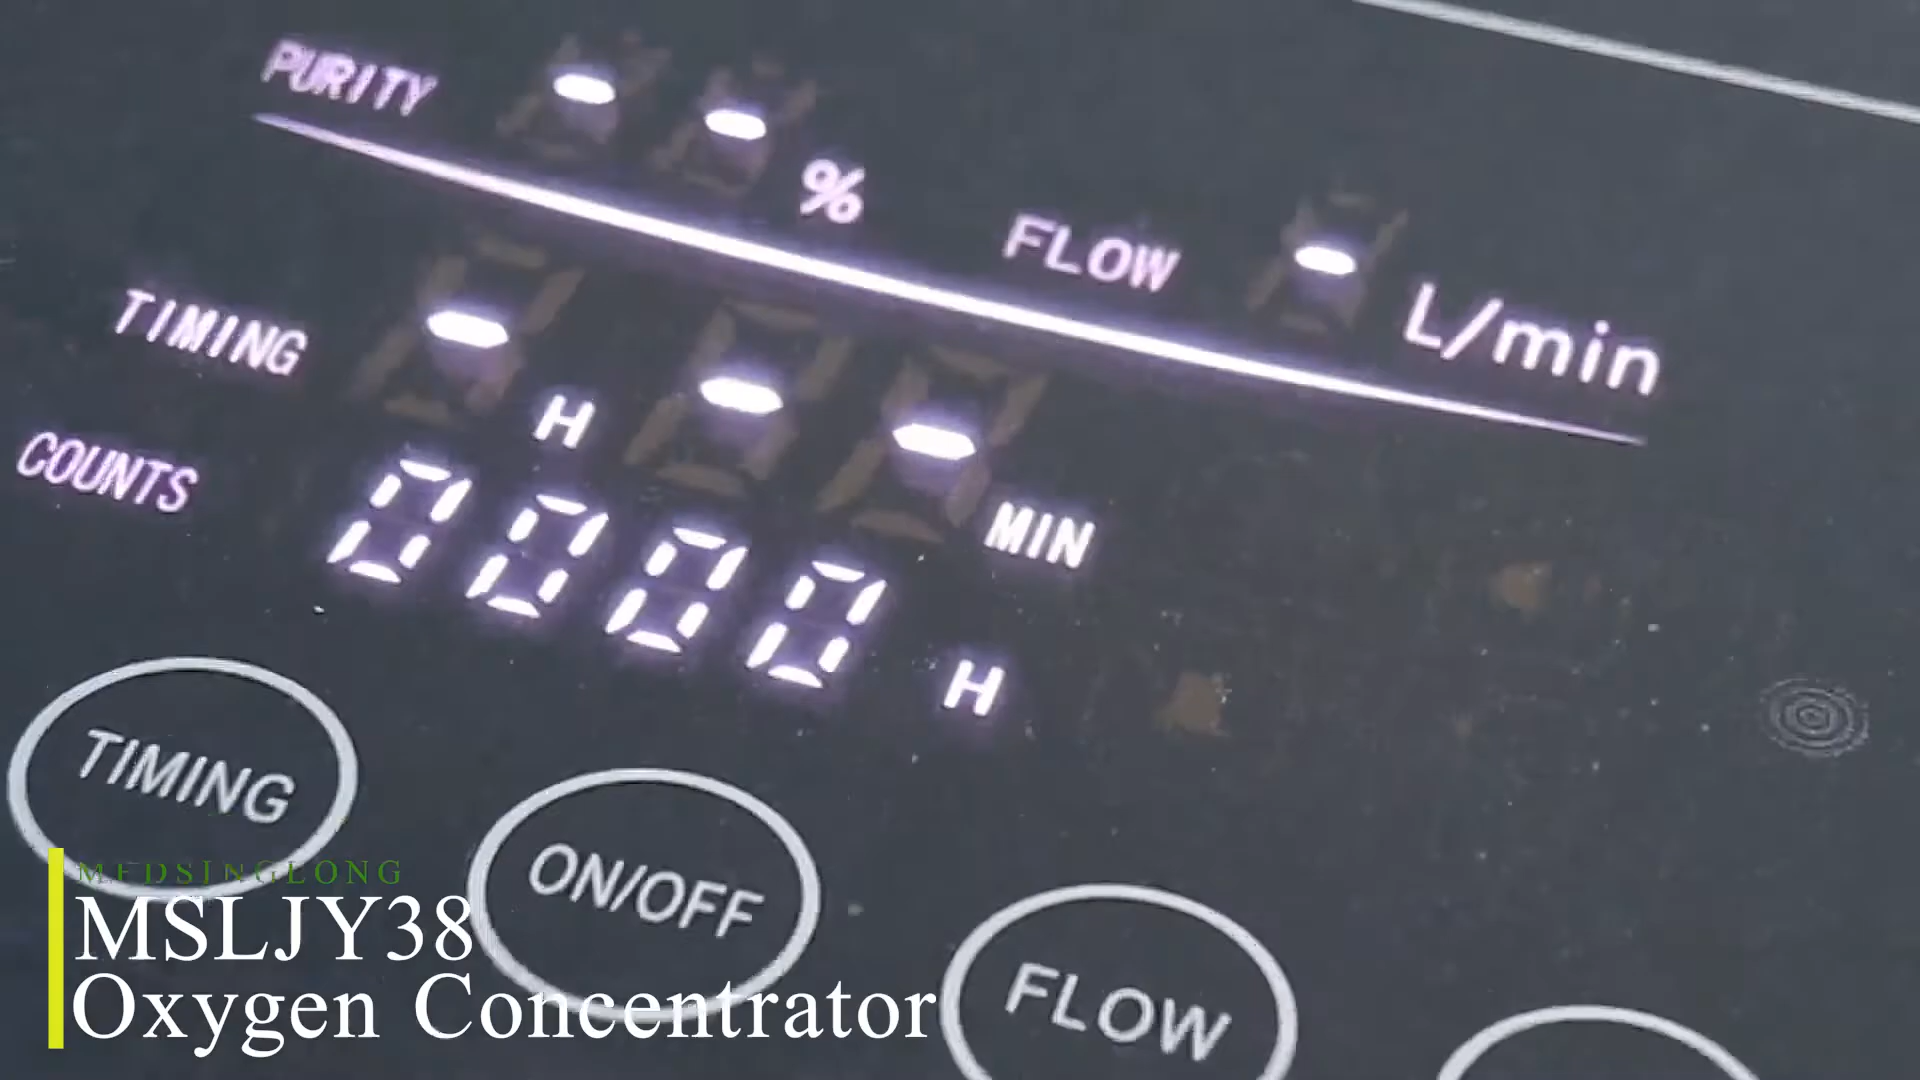 PURITY - - %
FLOW - L/min
TIMING - H - - MIN
COUNTS 0000 H
TIMING
ON/OFF
FLOW
MEDSINGLONG
MSLJY38
Oxygen Concentrator